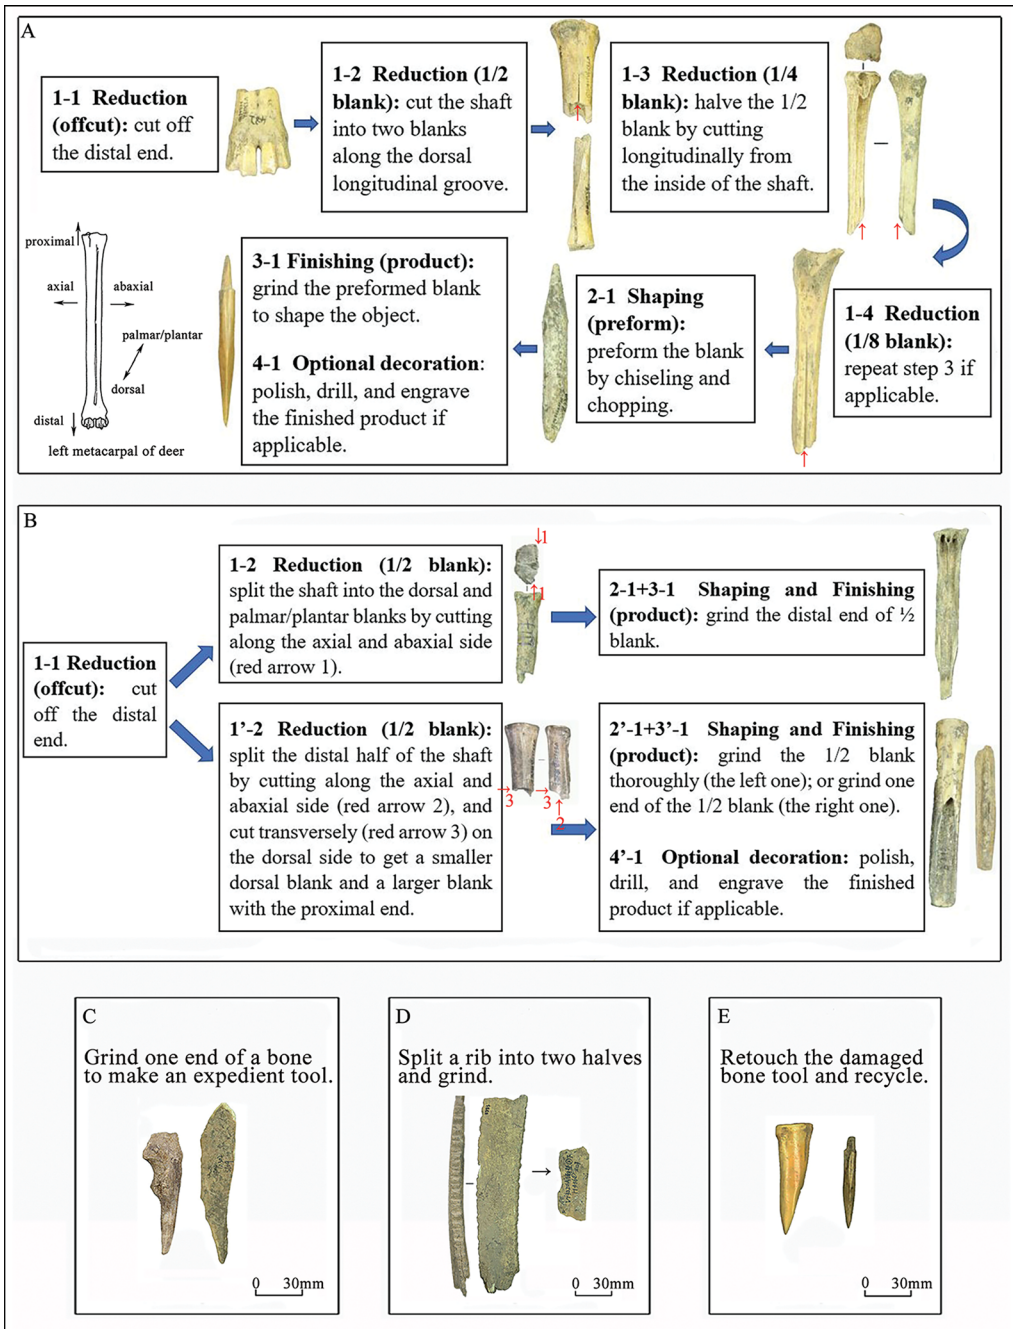 A
1-1 Reduction
(offcut): cut off
the distal end.
1-2 Reduction (1/2
blank): cut the shaft
into two blanks
along the dorsal
longitudinal groove.
1-3 Reduction (1/4
blank): halve the 1/2
blank by cutting
longitudinally from
the inside of the shaft.
1-4 Reduction
(1/8 blank):
repeat step 3 if
applicable.
2-1 Shaping
(preform):
preform the blank
by chiseling and
chopping.
3-1 Finishing (product):
grind the preformed blank
to shape the object.
4-1 Optional decoration:
polish, drill, and engrave
the finished product if
applicable.
proximal
axial
abaxial
palmar/plantar
dorsal
distal
left metacarpal of deer
B
1-1 Reduction
(offcut): cut
off the distal
end.
1-2 Reduction (1/2 blank):
split the shaft into the dorsal and
palmar/plantar blanks by cutting
along the axial and abaxial side
(red arrow 1).
1
1
2-1+3-1 Shaping and Finishing
(product): grind the distal end of ½
blank.
1’-2 Reduction (1/2 blank):
split the distal half of the shaft
by cutting along the axial and
abaxial side (red arrow 2), and
cut transversely (red arrow 3) on
the dorsal side to get a smaller
dorsal blank and a larger blank
with the proximal end.
3
3
2
2’-1+3’-1 Shaping and Finishing
(product): grind the 1/2 blank
thoroughly (the left one); or grind one
end of the 1/2 blank (the right one).
4’-1 Optional decoration: polish,
drill, and engrave the finished
product if applicable.
C
Grind one end of a bone
to make an expedient tool.
0 30mm
D
Split a rib into two halves
and grind.
0 30mm
E
Retouch the damaged
bone tool and recycle.
0 30mm